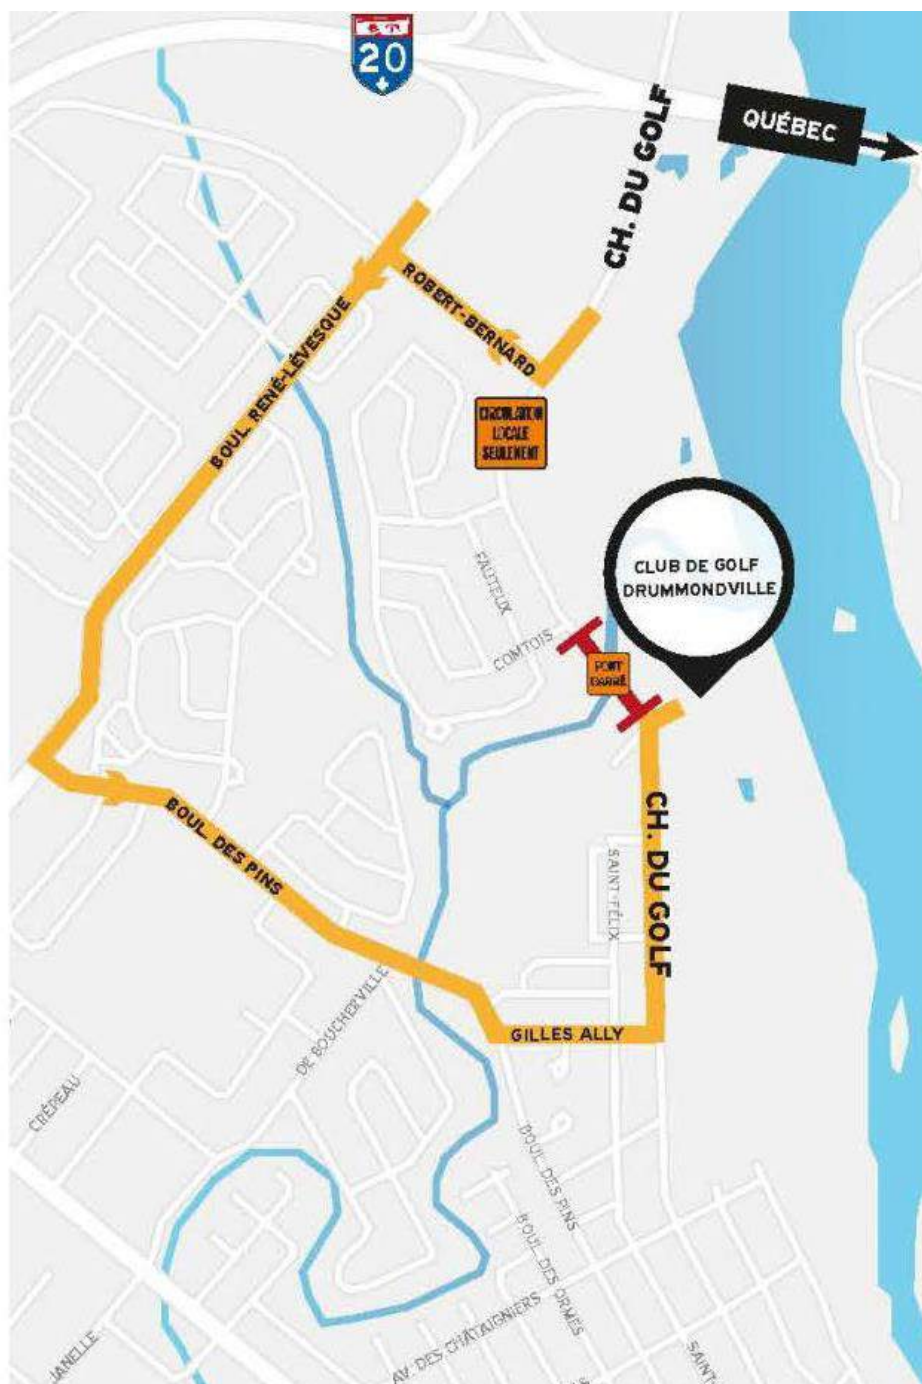 20
QUÉBEC
CH. DU GOLF
ROBERT-BERNARD
BOUL RENÉ-LÉVESQUE
CIRCULATION
LOCALE
SEULEMENT
CLUB DE GOLF
DRUMMONDVILLE
FAUTEUX
COMTOIS
PONT
BARRÉ
CH. DU GOLF
BOUL DES PINS
SAINT-FÉLIX
GILLES ALLY
DE BOUCHERVILLE
CRÉPEAU
BOUL DES PINS
BOUL DES ORMES
AV. DES CHÂTAIGNIERS
JANELLE
SAINT-